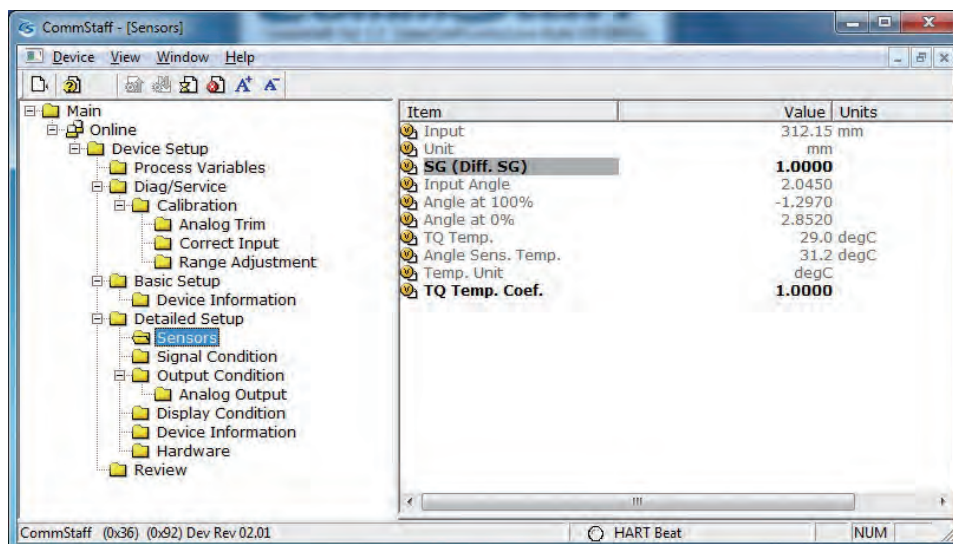 CommStaff - [Sensors]
Device View Window Help
A+ A-
Main
Online
Device Setup
Process Variables
Diag/Service
Calibration
Analog Trim
Correct Input
Range Adjustment
Basic Setup
Device Information
Detailed Setup
Sensors
Signal Condition
Output Condition
Analog Output
Display Condition
Device Information
Hardware
Review
Item Value Units
Input 312.15 mm
Unit mm
SG (Diff. SG) 1.0000
Input Angle 2.0450
Angle at 100% -1.2970
Angle at 0% 2.8520
TQ Temp. 29.0 degC
Angle Sens. Temp. 31.2 degC
Temp. Unit degC
TQ Temp. Coef. 1.0000
CommStaff (0x36) (0x92) Dev Rev 02.01 HART Beat NUM